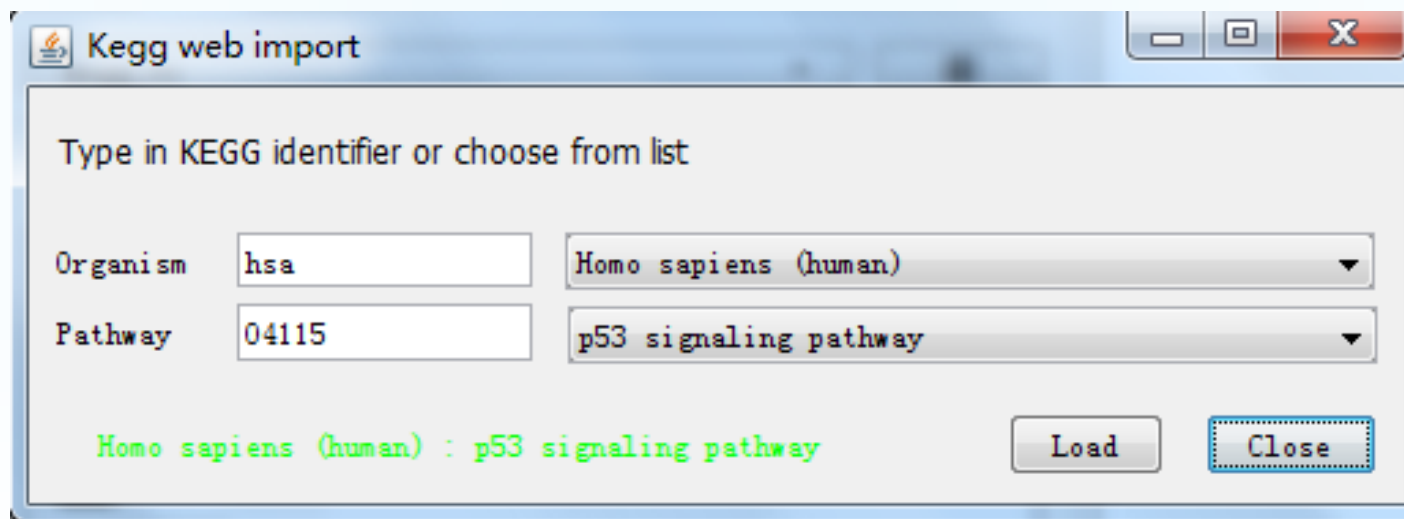 Kegg web import
Type in KEGG identifier or choose from list
Organism hsa Homo sapiens (human)
Pathway 04115 p53 signaling pathway
Homo sapiens (human) : p53 signaling pathway Load Close